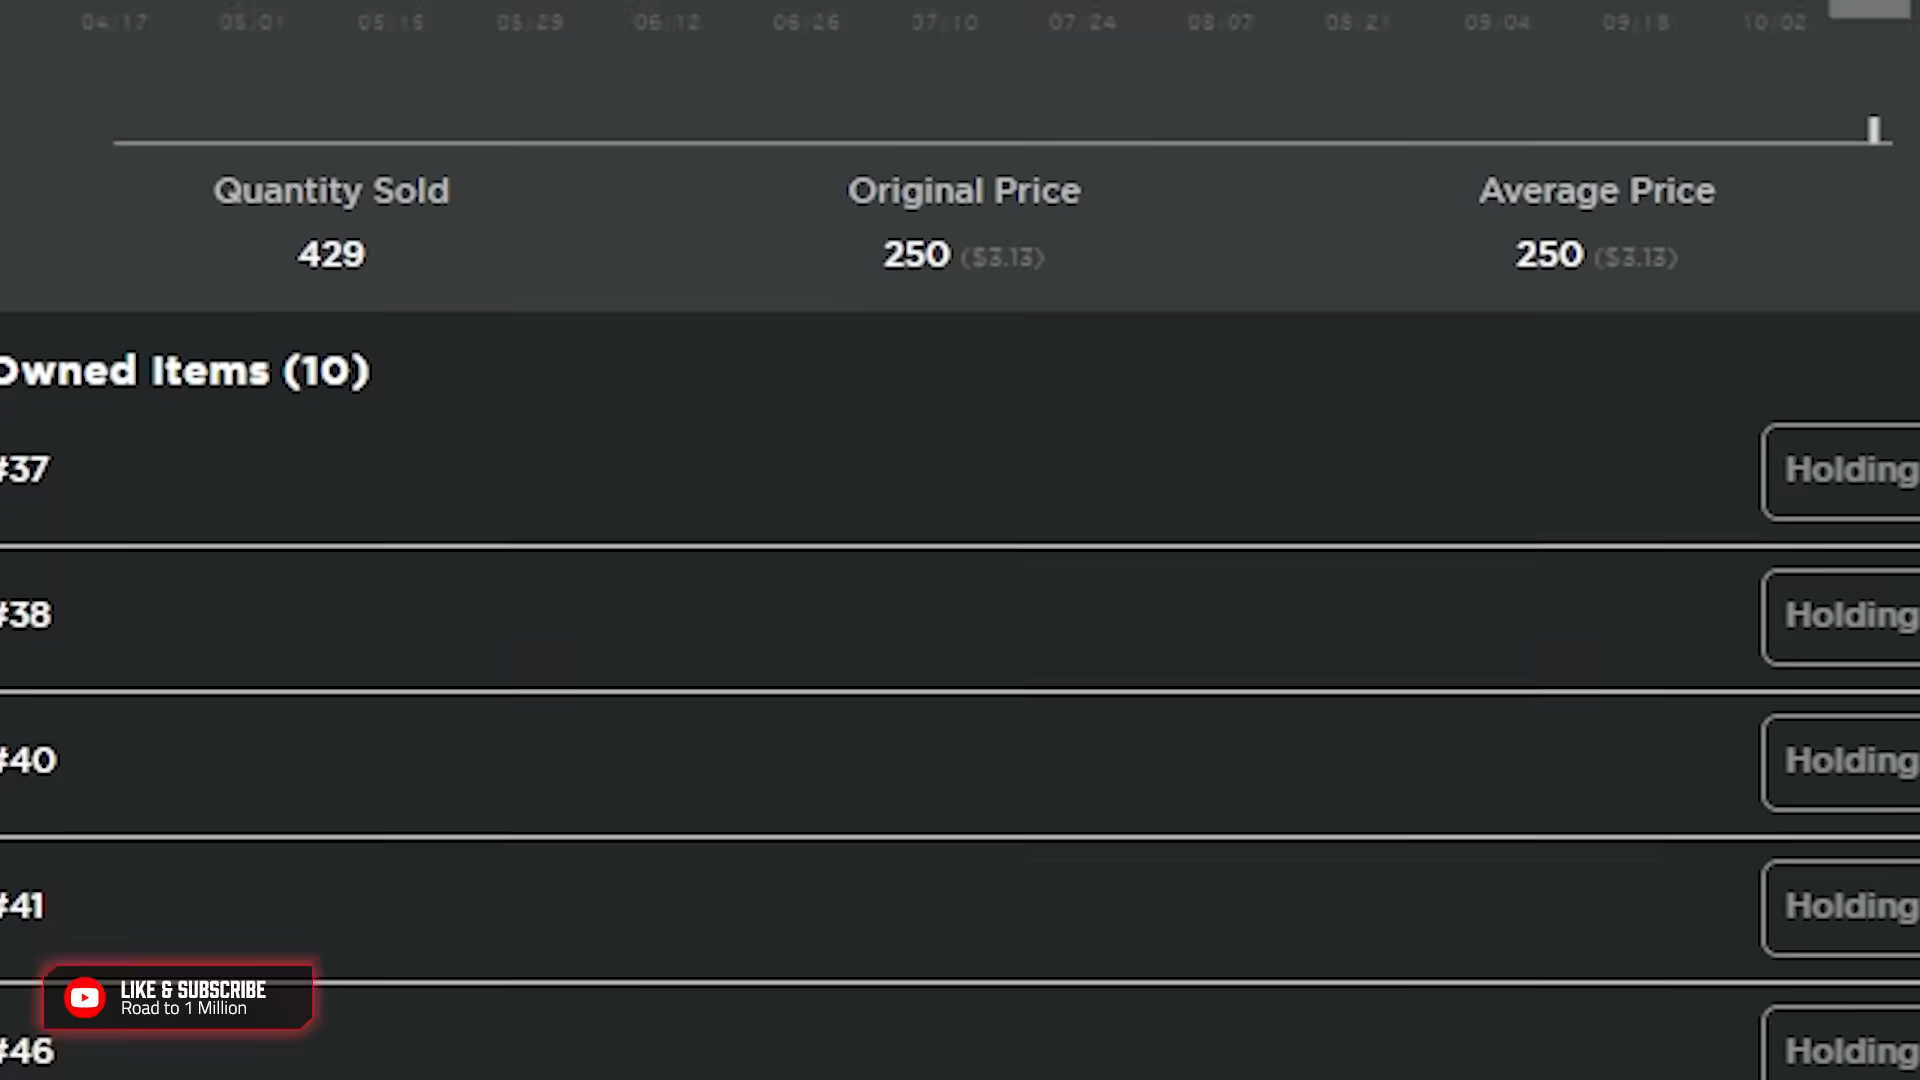 04/17 05/01 05/15 05/29 06/12 06/26 07/10 07/24 08/07 08/21 09/04 09/18 10/02
Quantity Sold Original Price Average Price
429 250 ($3.13) 250 ($3.13)
Owned Items (10)
#37 Holding
#38 Holding
#40 Holding
#41 Holding
LIKE & SUBSCRIBE
Road to 1 Million
#46 Holding